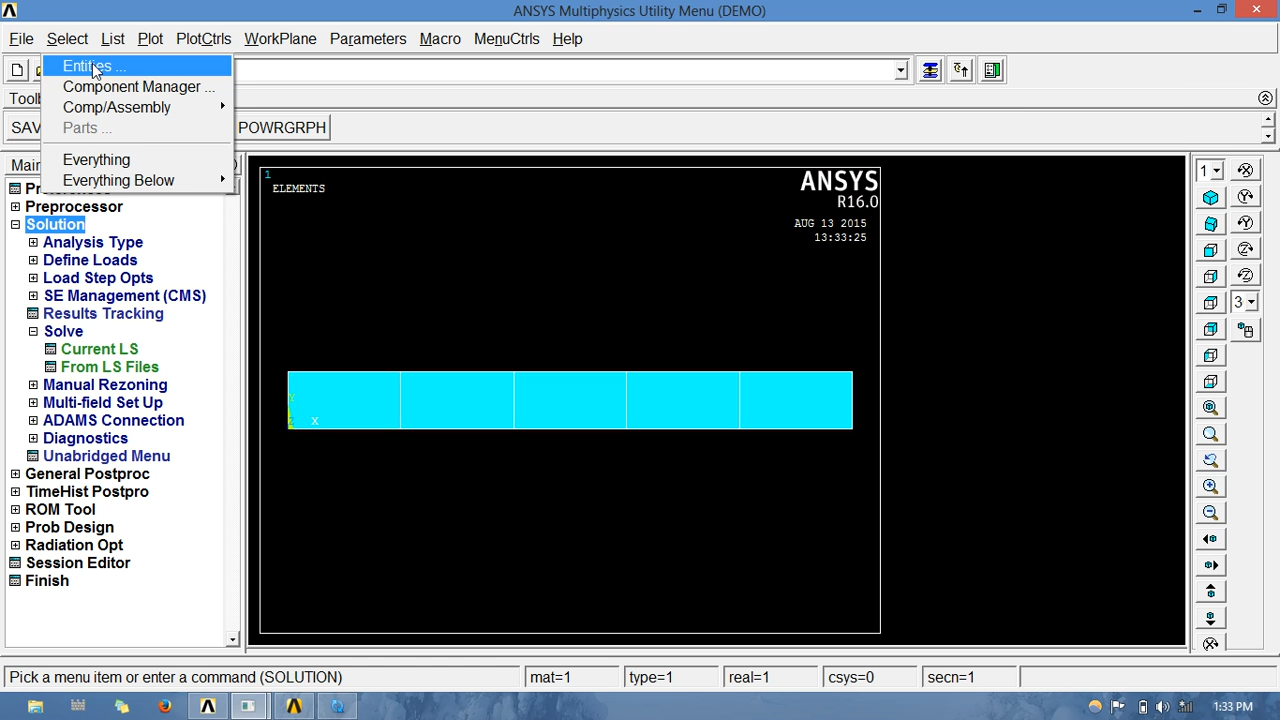 ANSYS Multiphysics Utility Menu (DEMO)
File Select List Plot PlotCtrls WorkPlane Parameters Macro MenuCtrls Help
Entities ...
Component Manager ...
Comp/Assembly
Parts ...
Everything
Everything Below
SAV
POWRGRPH
Main
Preprocessor
Solution
Analysis Type
Define Loads
Load Step Opts
SE Management (CMS)
Results Tracking
Solve
Current LS
From LS Files
Manual Rezoning
Multi-field Set Up
ADAMS Connection
Diagnostics
Unabridged Menu
General Postproc
TimeHist Postpro
ROM Tool
Prob Design
Radiation Opt
Session Editor
Finish
1
ELEMENTS
ANSYS
R16.0
AUG 13 2015
13:33:25
Y
Z X
1
3
Pick a menu item or enter a command (SOLUTION) mat=1 type=1 real=1 csys=0 secn=1
1:33 PM